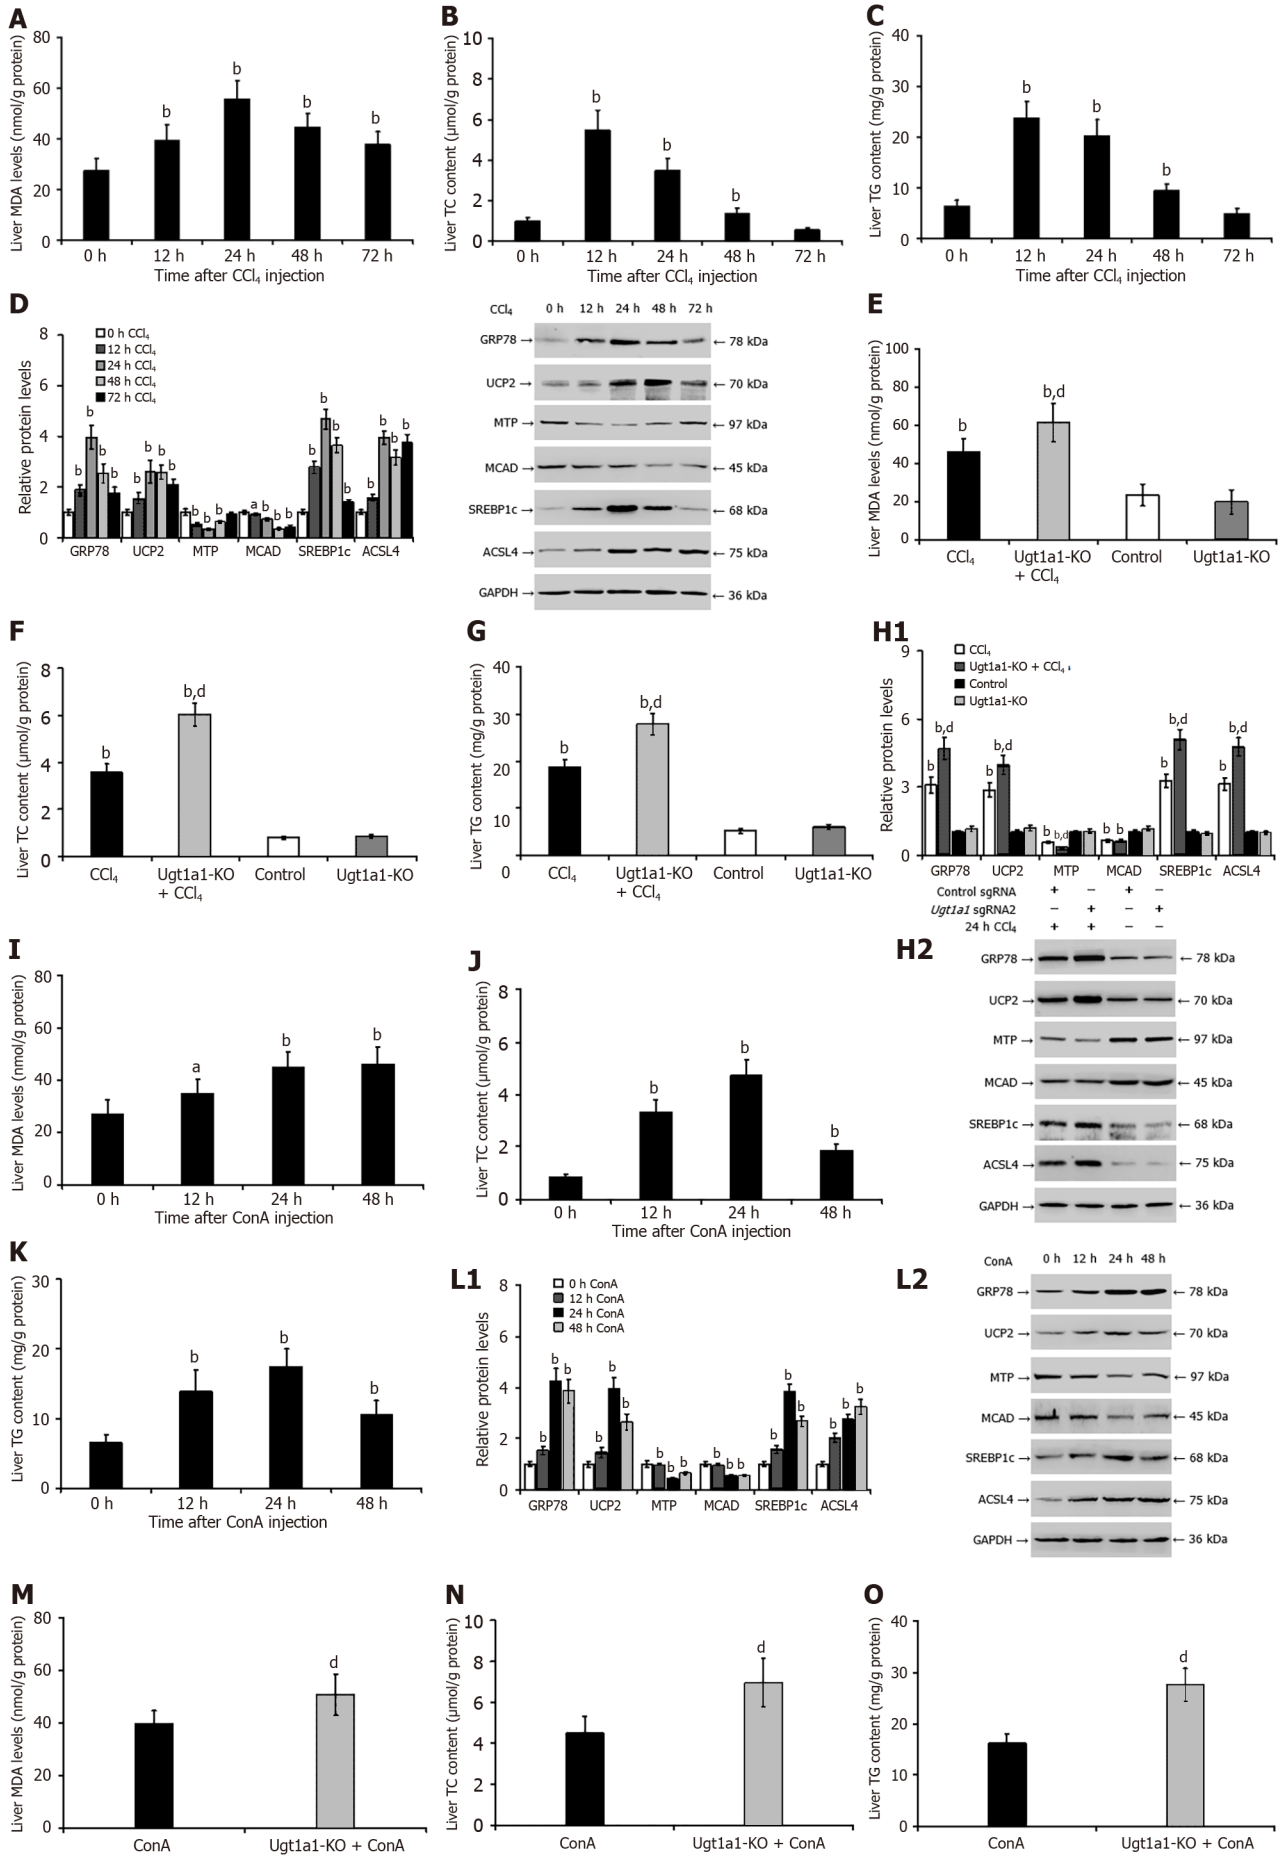 A
Liver MDA levels (nmol/g protein)
80
60
40
20
0
b
b
b
b
0 h 12 h 24 h 48 h 72 h
Time after CCl4 injection
B
Liver TC content (μmol/g protein)
10
8
6
4
2
0
b
b
b
0 h 12 h 24 h 48 h 72 h
Time after CCl4 injection
C
Liver TG content (mg/g protein)
40
30
20
10
0
b
b
b
0 h 12 h 24 h 48 h 72 h
Time after CCl4 injection
D
Relative protein levels
8
6
4
2
0
0 h CCl4
12 h CCl4
24 h CCl4
48 h CCl4
72 h CCl4
b b b b b
b b b b
b b b
a b b b
b b b b
b b b b
GRP78 UCP2 MTP MCAD SREBP1c ACSL4
CCl4 0 h 12 h 24 h 48 h 72 h
GRP78 → ← 78 kDa
UCP2 → ← 70 kDa
MTP → ← 97 kDa
MCAD → ← 45 kDa
SREBP1c → ← 68 kDa
ACSL4 → ← 75 kDa
GAPDH → ← 36 kDa
E
Liver MDA levels (nmol/g protein)
100
80
60
40
20
0
b
b,d
CCl4 Ugt1a1-KO Control Ugt1a1-KO
+ CCl4
F
Liver TC content (μmol/g protein)
8
6
4
2
0
b
b,d
CCl4 Ugt1a1-KO Control Ugt1a1-KO
+ CCl4
G
Liver TG content (mg/g protein)
40
30
20
10
0
b
b,d
CCl4 Ugt1a1-KO Control Ugt1a1-KO
+ CCl4
H1
Relative protein levels
9
6
3
0
CCl4
Ugt1a1-KO + CCl4
Control
Ugt1a1-KO
b b,d
b b,d
b b,d
b b
b b,d
b b,d
GRP78 UCP2 MTP MCAD SREBP1c ACSL4
H2
Control sgRNA + − + −
Ugt1a1 sgRNA2 − + − +
24 h CCl4 + + − −
GRP78 → ← 78 kDa
UCP2 → ← 70 kDa
MTP → ← 97 kDa
MCAD → ← 45 kDa
SREBP1c → ← 68 kDa
ACSL4 → ← 75 kDa
GAPDH → ← 36 kDa
I
Liver MDA levels (nmol/g protein)
80
60
40
20
0
a
b
b
0 h 12 h 24 h 48 h
Time after ConA injection
J
Liver TC content (μmol/g protein)
8
6
4
2
0
b
b
b
0 h 12 h 24 h 48 h
Time after ConA injection
K
Liver TG content (mg/g protein)
30
20
10
0
b
b
b
0 h 12 h 24 h 48 h
Time after ConA injection
L1
Relative protein levels
8
6
4
2
0
0 h ConA
12 h ConA
24 h ConA
48 h ConA
b b b
b b b
b b b
b b b
b b b
b b b
GRP78 UCP2 MTP MCAD SREBP1c ACSL4
L2
ConA 0 h 12 h 24 h 48 h
GRP78 → ← 78 kDa
UCP2 → ← 70 kDa
MTP → ← 97 kDa
MCAD → ← 45 kDa
SREBP1c → ← 68 kDa
ACSL4 → ← 75 kDa
GAPDH → ← 36 kDa
M
Liver MDA levels (nmol/g protein)
80
60
40
20
0
d
ConA Ugt1a1-KO + ConA
N
Liver TC content (μmol/g protein)
10
8
6
4
2
0
d
ConA Ugt1a1-KO + ConA
O
Liver TG content (mg/g protein)
40
30
20
10
0
d
ConA Ugt1a1-KO + ConA